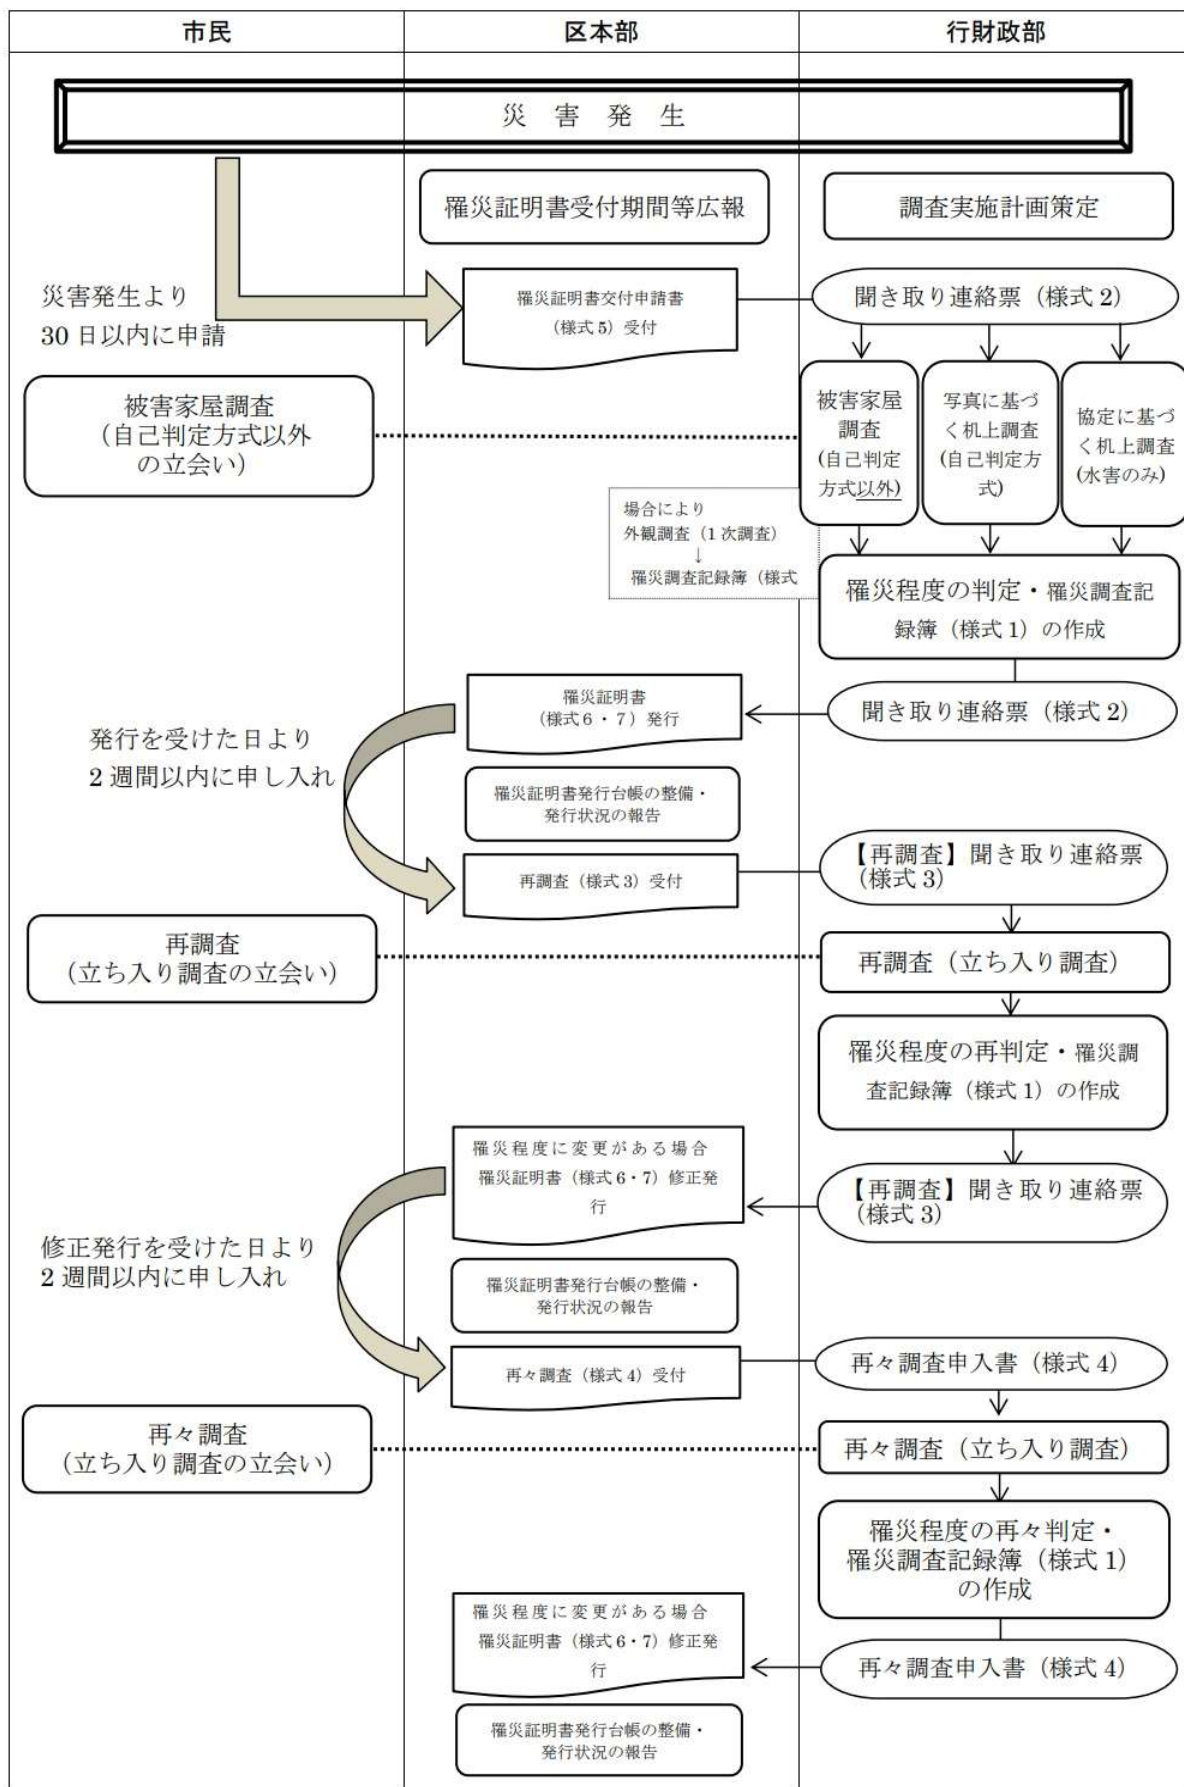 市民
区本部
行財政部
災 害 発 生
罹災証明書受付期間等広報
調査実施計画策定
災害発生より
30 日以内に申請
罹災証明書交付申請書
（様式 5）受付
聞き取り連絡票（様式 2）
被害家屋調査
（自己判定方式以外
の立会い）
被害家屋
調査
(自己判定
方式以外)
写真に基づ
く机上調査
(自己判定方
式)
協定に基づ
く机上調査
(水害のみ)
場合により
外観調査（1 次調査）
↓
罹災調査記録簿（様式
罹災程度の判定・罹災調査記
録簿（様式 1）の作成
罹災証明書
（様式 6 ・ 7 ）発行
聞き取り連絡票（様式 2）
発行を受けた日より
2 週間以内に申し入れ
罹災証明書発行台帳の整備・
発行状況の報告
再調査（様式 3）受付
【再調査】聞き取り連絡票
（様式 3）
再調査
（立ち入り調査の立会い）
再調査（立ち入り調査）
罹災程度の再判定・罹災調
査記録簿（様式 1）の作成
罹災程度に変更がある場合
罹災証明書（様式 6・7）修正発
行
【再調査】聞き取り連絡票
（様式 3）
修正発行を受けた日より
2 週間以内に申し入れ
罹災証明書発行台帳の整備・
発行状況の報告
再々調査（様式 4）受付
再々調査申入書（様式 4）
再々調査
（立ち入り調査の立会い）
再々調査（立ち入り調査）
罹災程度の再々判定・
罹災調査記録簿（様式 1）
の作成
罹災程度に変更がある場合
罹災証明書（様式 6・7）修正発
行
再々調査申入書（様式 4）
罹災証明書発行台帳の整備・
発行状況の報告